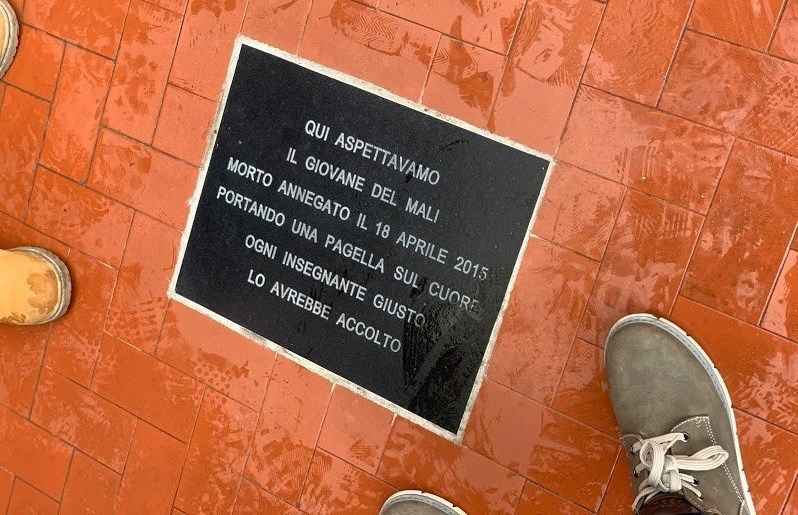 QUI ASPETTAVAMO
IL GIOVANE DEL MALI
MORTO ANNEGATO IL 18 APRILE 2015
PORTANDO UNA PAGELLA SUL CUORE
OGNI INSEGNANTE GIUSTO
LO AVREBBE ACCOLTO